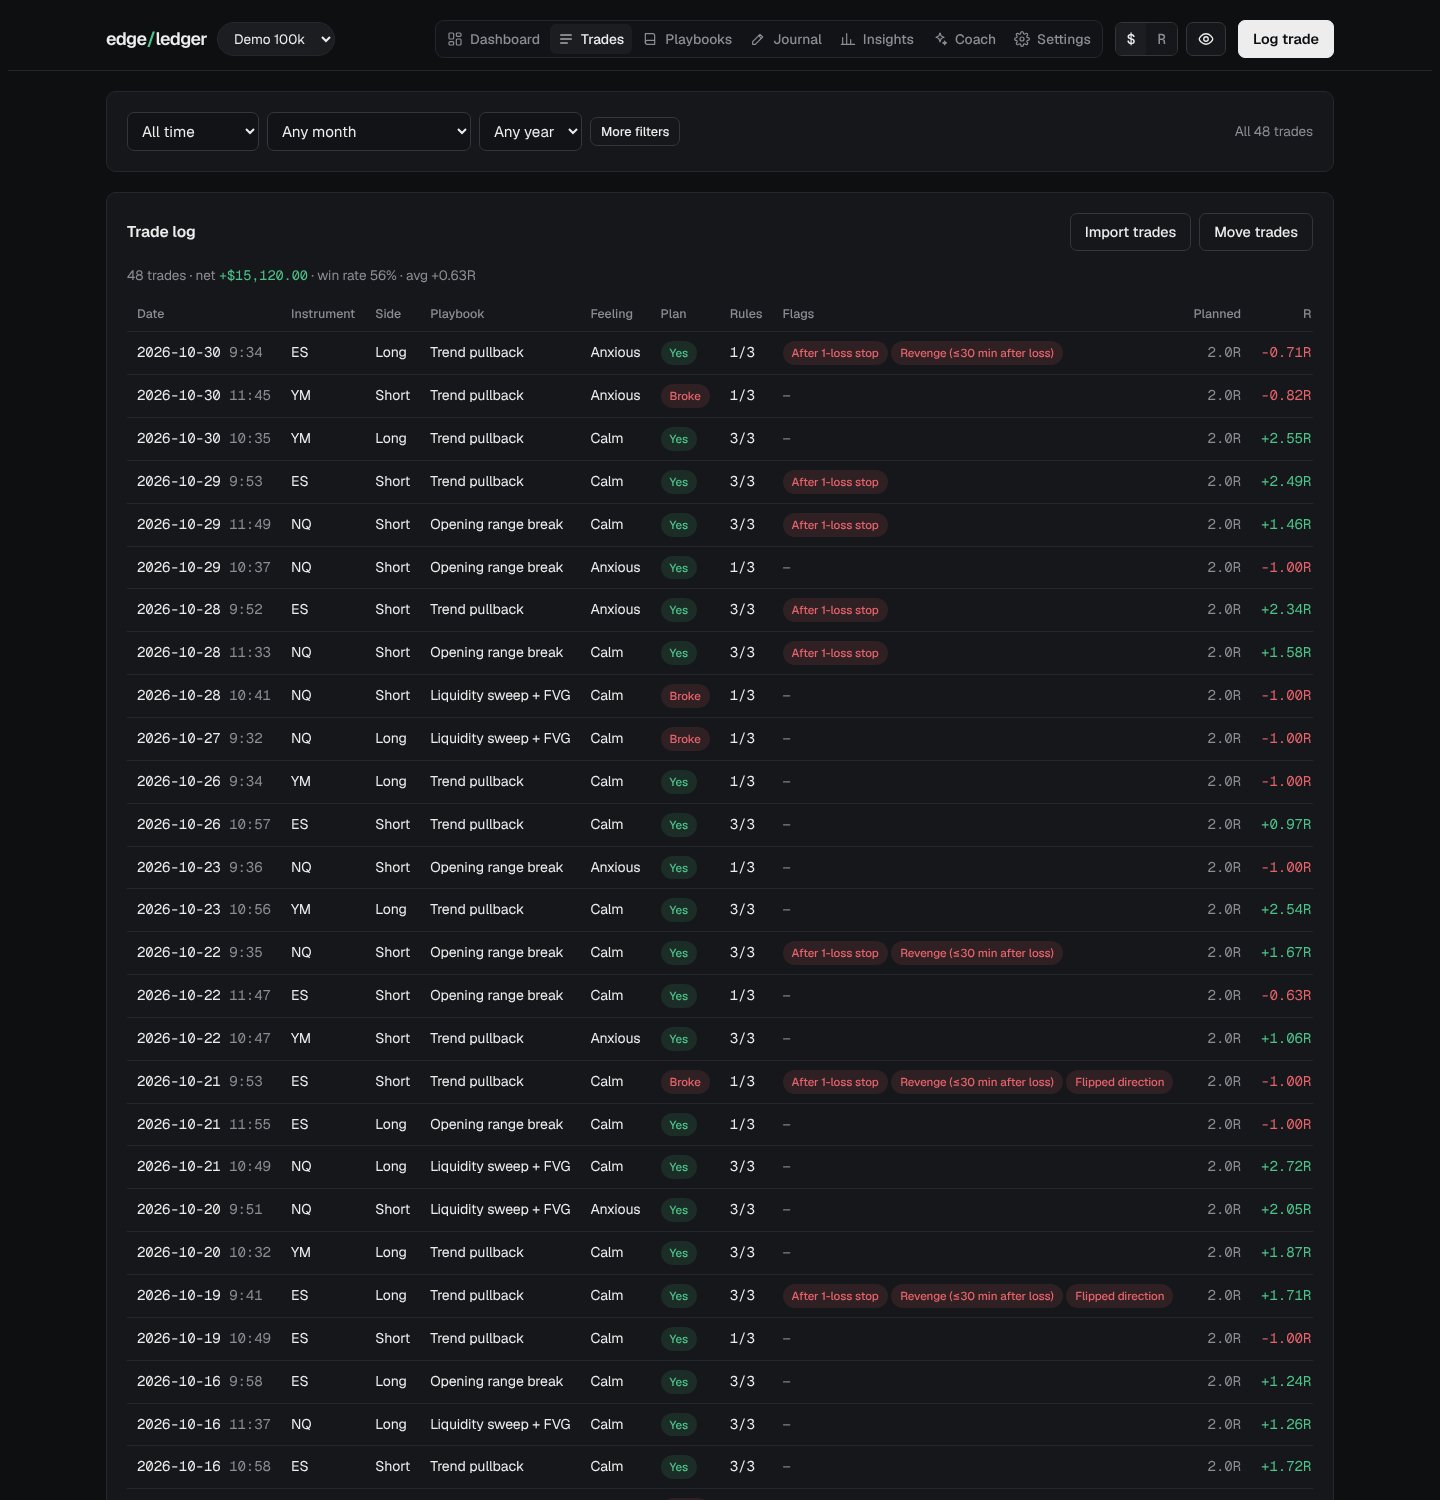 edge/ledger Demo 100k Dashboard Trades Playbooks Journal Insights Coach Settings $ R Log trade
All time Any month Any year More filters All 48 trades
Trade log Import trades Move trades
48 trades · net +$15,120.00 · win rate 56% · avg +0.63R
Date Instrument Side Playbook Feeling Plan Rules Flags Planned R
2026-10-30 9:34 ES Long Trend pullback Anxious Yes 1/3 After 1-loss stop Revenge (≤30 min after loss) 2.0R -0.71R
2026-10-30 11:45 YM Short Trend pullback Anxious Broke 1/3 – 2.0R -0.82R
2026-10-30 10:35 YM Long Trend pullback Calm Yes 3/3 – 2.0R +2.55R
2026-10-29 9:53 ES Short Trend pullback Calm Yes 3/3 After 1-loss stop 2.0R +2.49R
2026-10-29 11:49 NQ Short Opening range break Calm Yes 3/3 After 1-loss stop 2.0R +1.46R
2026-10-29 10:37 NQ Short Opening range break Anxious Yes 1/3 – 2.0R -1.00R
2026-10-28 9:52 ES Short Trend pullback Anxious Yes 3/3 After 1-loss stop 2.0R +2.34R
2026-10-28 11:33 NQ Short Opening range break Calm Yes 3/3 After 1-loss stop 2.0R +1.58R
2026-10-28 10:41 NQ Short Liquidity sweep + FVG Calm Broke 1/3 – 2.0R -1.00R
2026-10-27 9:32 NQ Long Liquidity sweep + FVG Calm Broke 1/3 – 2.0R -1.00R
2026-10-26 9:34 YM Long Trend pullback Calm Yes 1/3 – 2.0R -1.00R
2026-10-26 10:57 ES Short Trend pullback Calm Yes 3/3 – 2.0R +0.97R
2026-10-23 9:36 NQ Short Opening range break Anxious Yes 1/3 – 2.0R -1.00R
2026-10-23 10:56 YM Long Trend pullback Calm Yes 3/3 – 2.0R +2.54R
2026-10-22 9:35 NQ Short Opening range break Calm Yes 3/3 After 1-loss stop Revenge (≤30 min after loss) 2.0R +1.67R
2026-10-22 11:47 ES Short Opening range break Calm Yes 1/3 – 2.0R -0.63R
2026-10-22 10:47 YM Short Trend pullback Anxious Yes 3/3 – 2.0R +1.06R
2026-10-21 9:53 ES Short Trend pullback Calm Broke 1/3 After 1-loss stop Revenge (≤30 min after loss) Flipped direction 2.0R -1.00R
2026-10-21 11:55 ES Long Opening range break Calm Yes 1/3 – 2.0R -1.00R
2026-10-21 10:49 NQ Long Liquidity sweep + FVG Calm Yes 3/3 – 2.0R +2.72R
2026-10-20 9:51 NQ Short Liquidity sweep + FVG Anxious Yes 3/3 – 2.0R +2.05R
2026-10-20 10:32 YM Long Trend pullback Calm Yes 3/3 – 2.0R +1.87R
2026-10-19 9:41 ES Long Trend pullback Calm Yes 3/3 After 1-loss stop Revenge (≤30 min after loss) Flipped direction 2.0R +1.71R
2026-10-19 10:49 ES Short Trend pullback Calm Yes 1/3 – 2.0R -1.00R
2026-10-16 9:58 ES Long Opening range break Calm Yes 3/3 – 2.0R +1.24R
2026-10-16 11:37 NQ Long Liquidity sweep + FVG Calm Yes 3/3 – 2.0R +1.26R
2026-10-16 10:58 ES Short Trend pullback Calm Yes 3/3 – 2.0R +1.72R